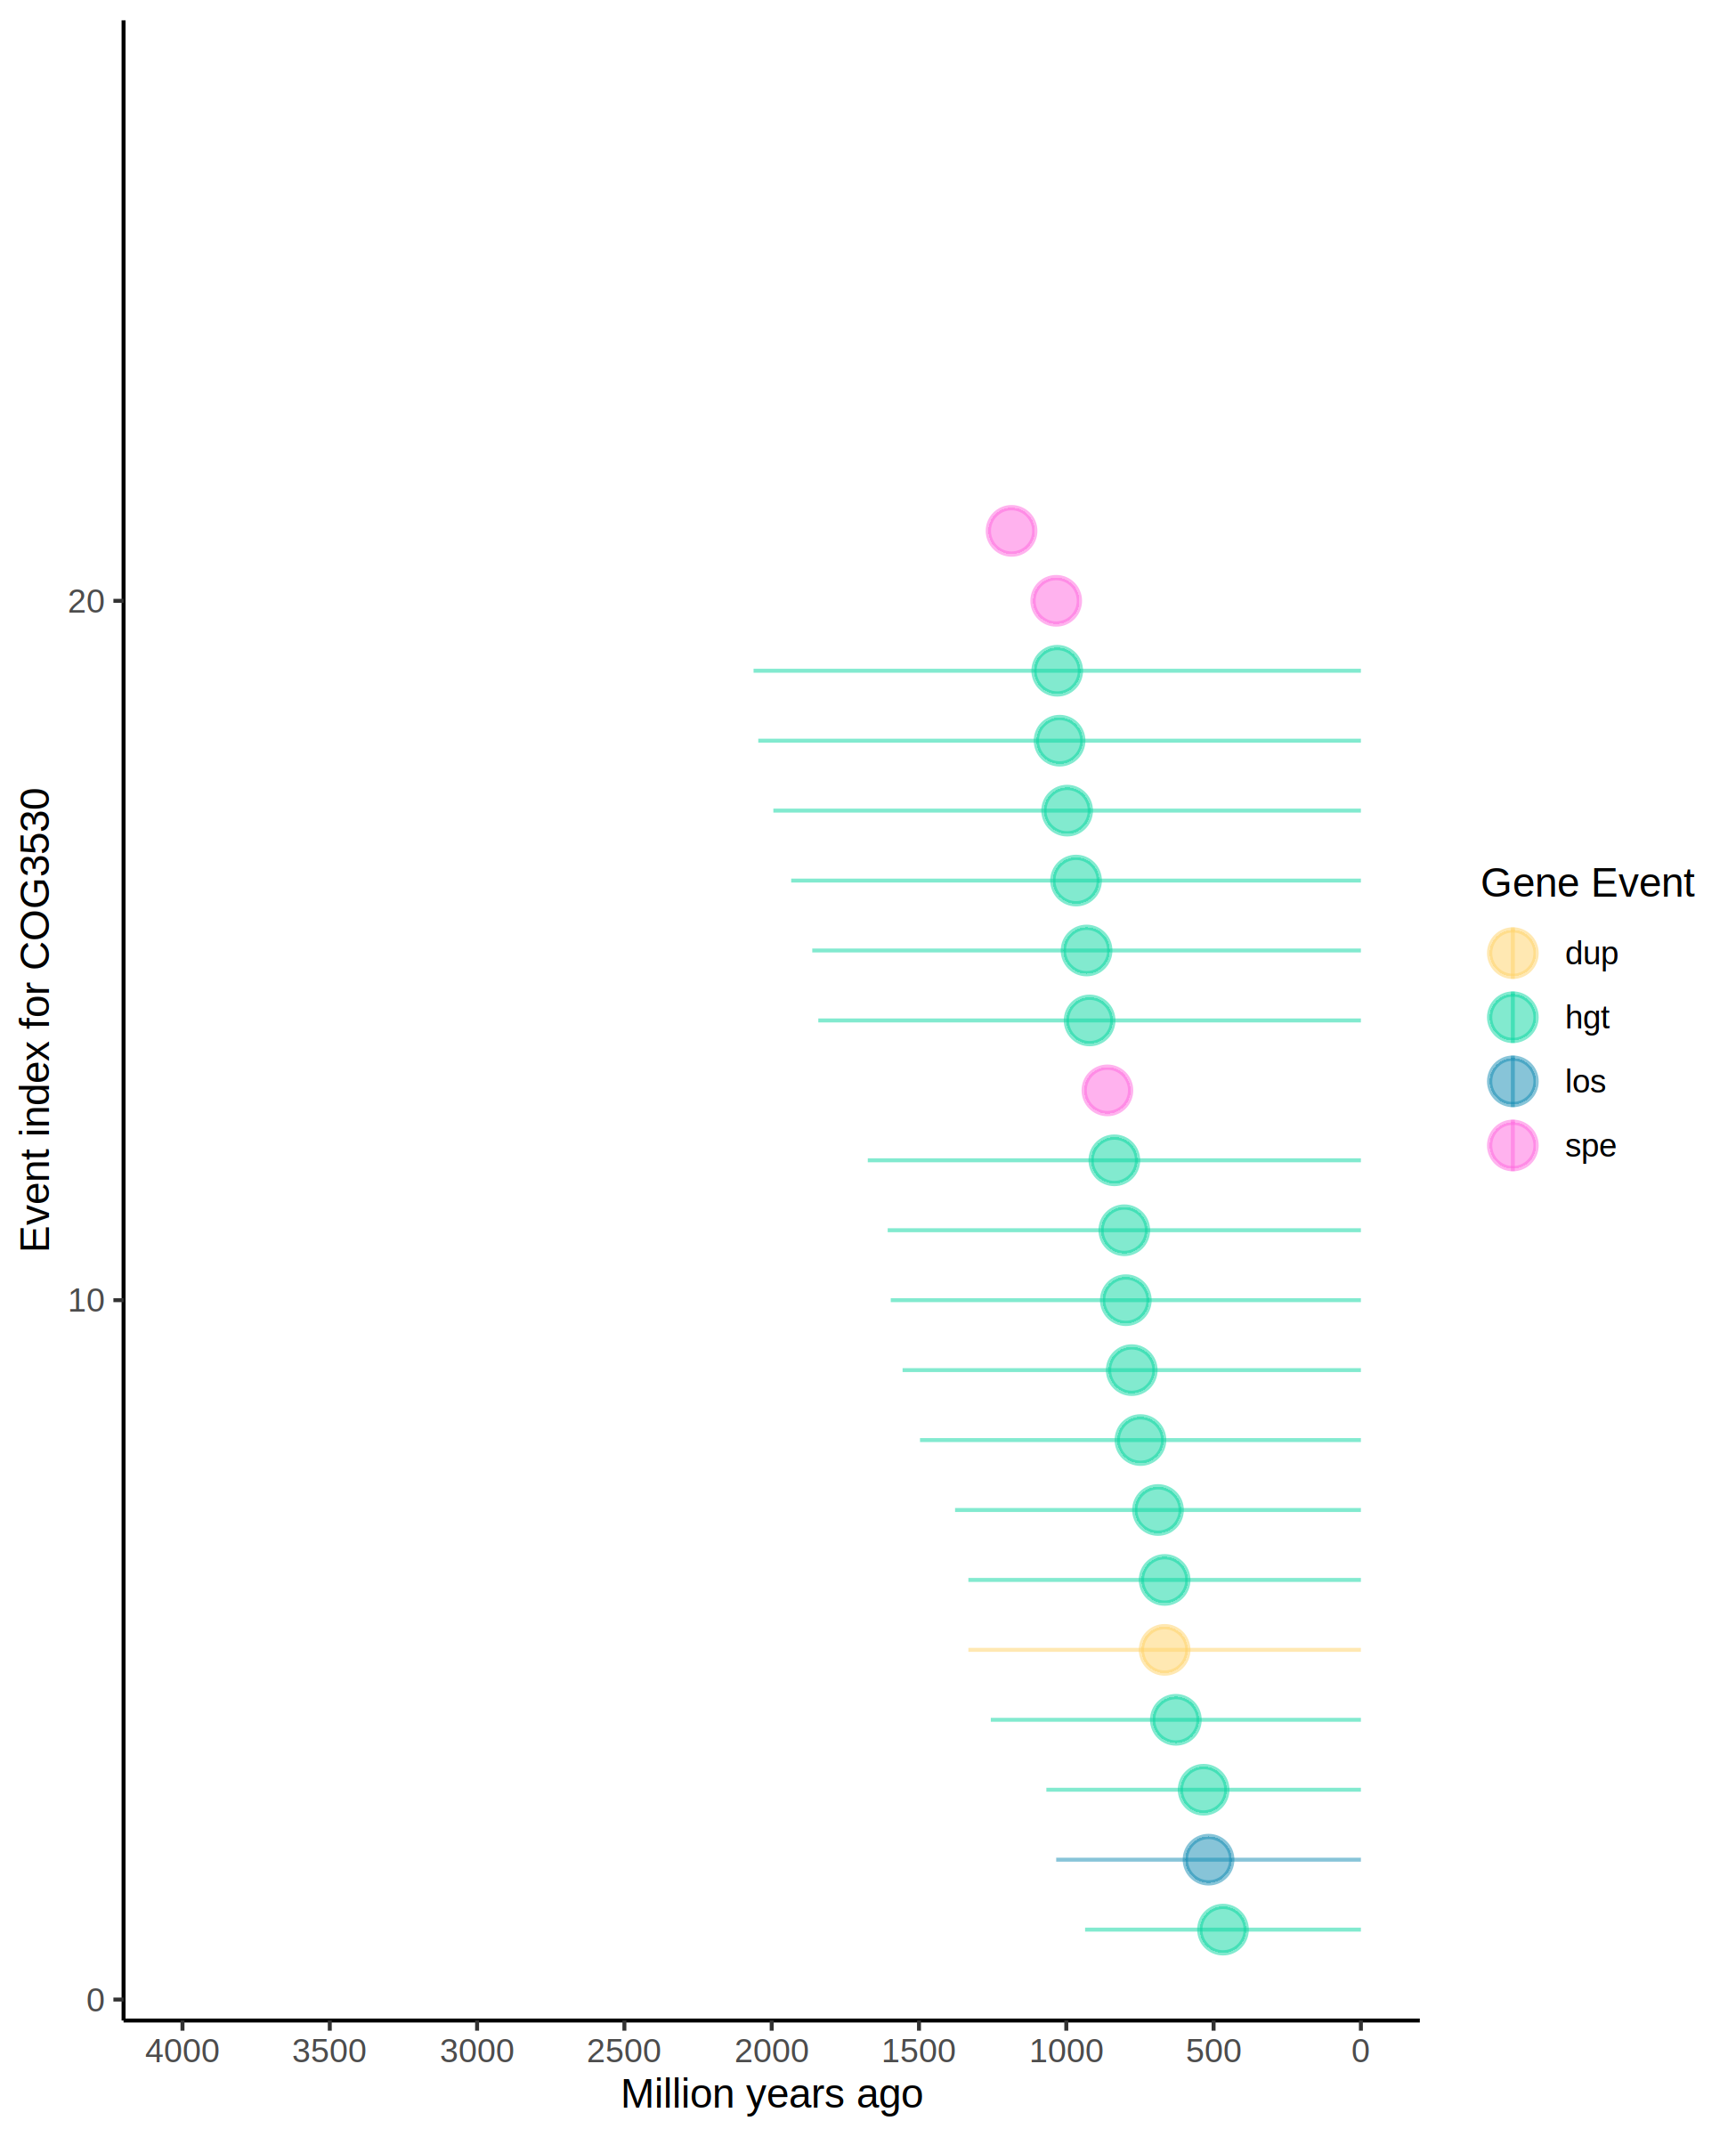 Event index for COG3530
20
10
0
4000 3500 3000 2500 2000 1500 1000 500 0
Million years ago
Gene Event
dup
hgt
los
spe